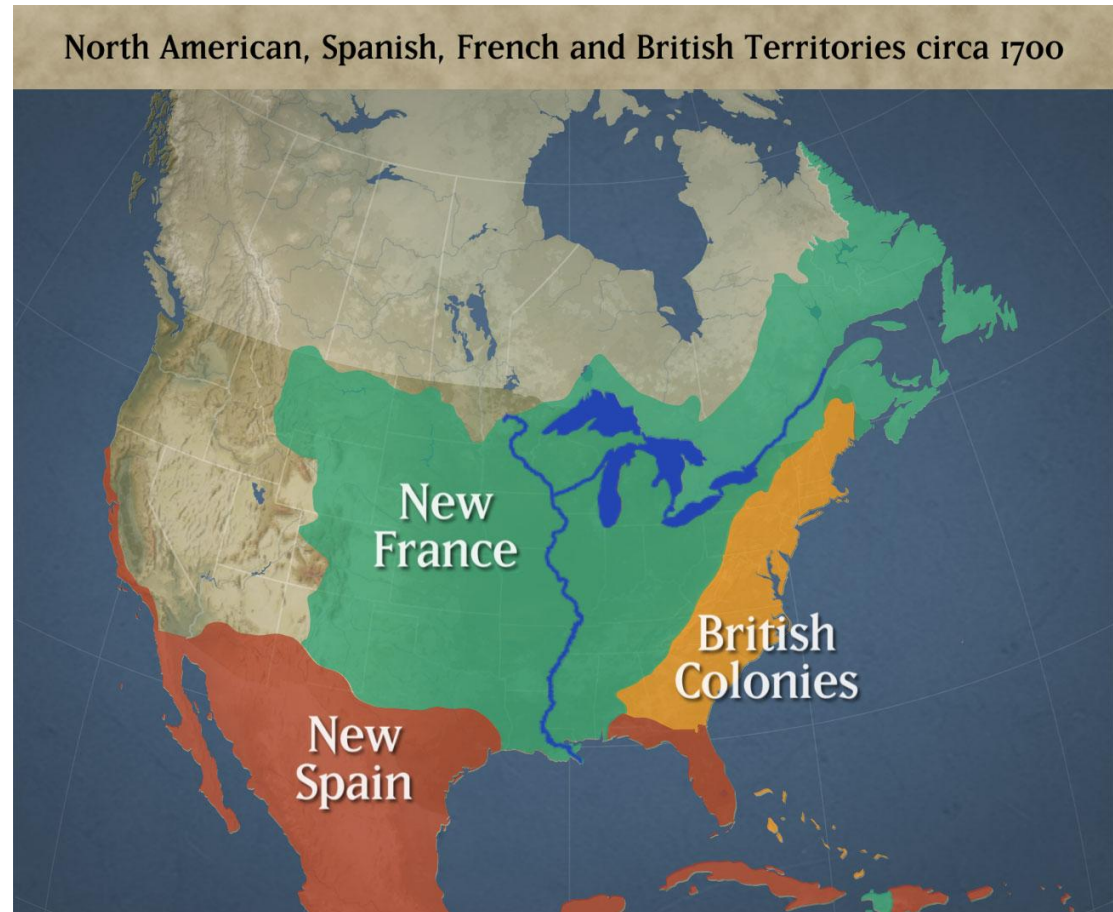 North American, Spanish, French and British Territories circa 1700
New
France
British
Colonies
New
Spain